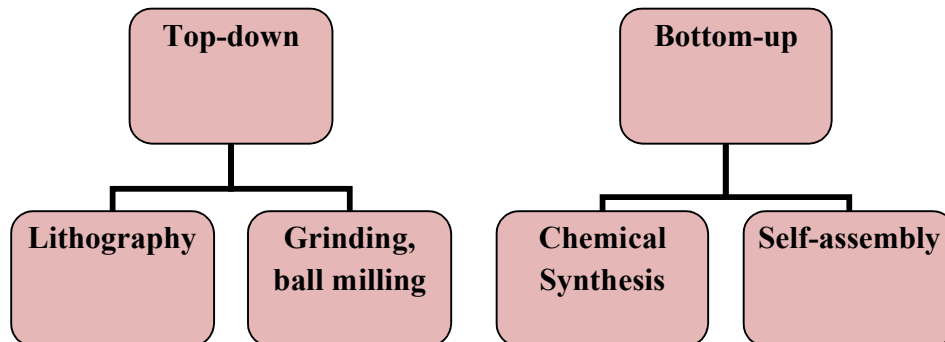 Top-down
Bottom-up
Lithography
Grinding,
ball milling
Chemical
Synthesis
Self-assembly